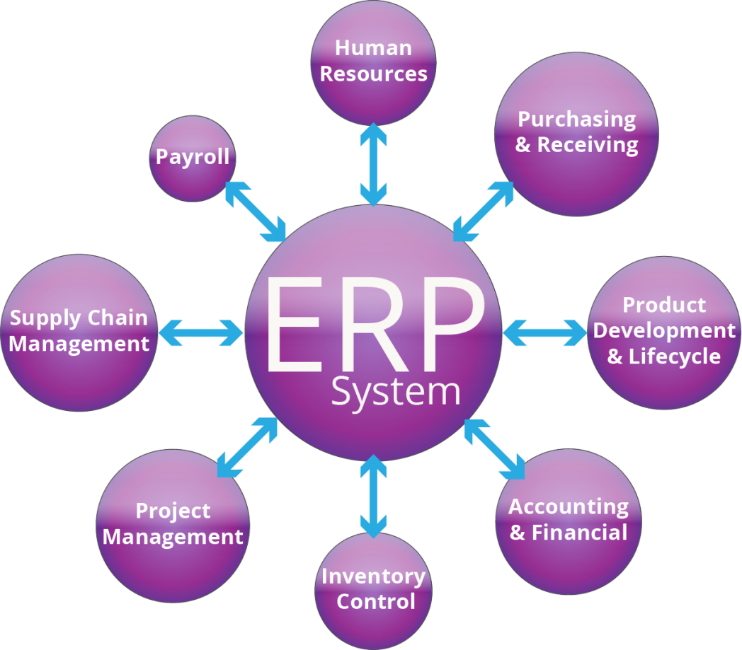 Human
Resources
Purchasing
& Receiving
Payroll
ERP
System
Supply Chain
Management
Product
Development
& Lifecycle
Project
Management
Accounting
& Financial
Inventory
Control